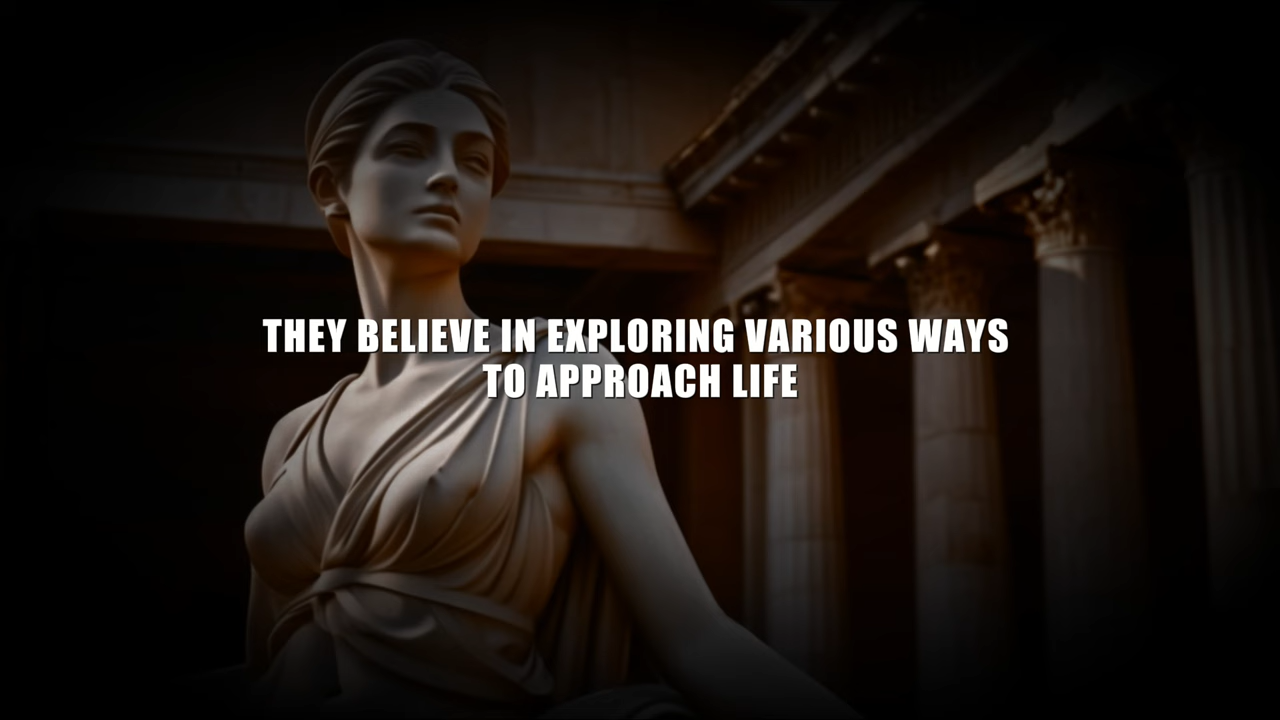 THEY BELIEVE IN EXPLORING VARIOUS WAYS
TO APPROACH LIFE